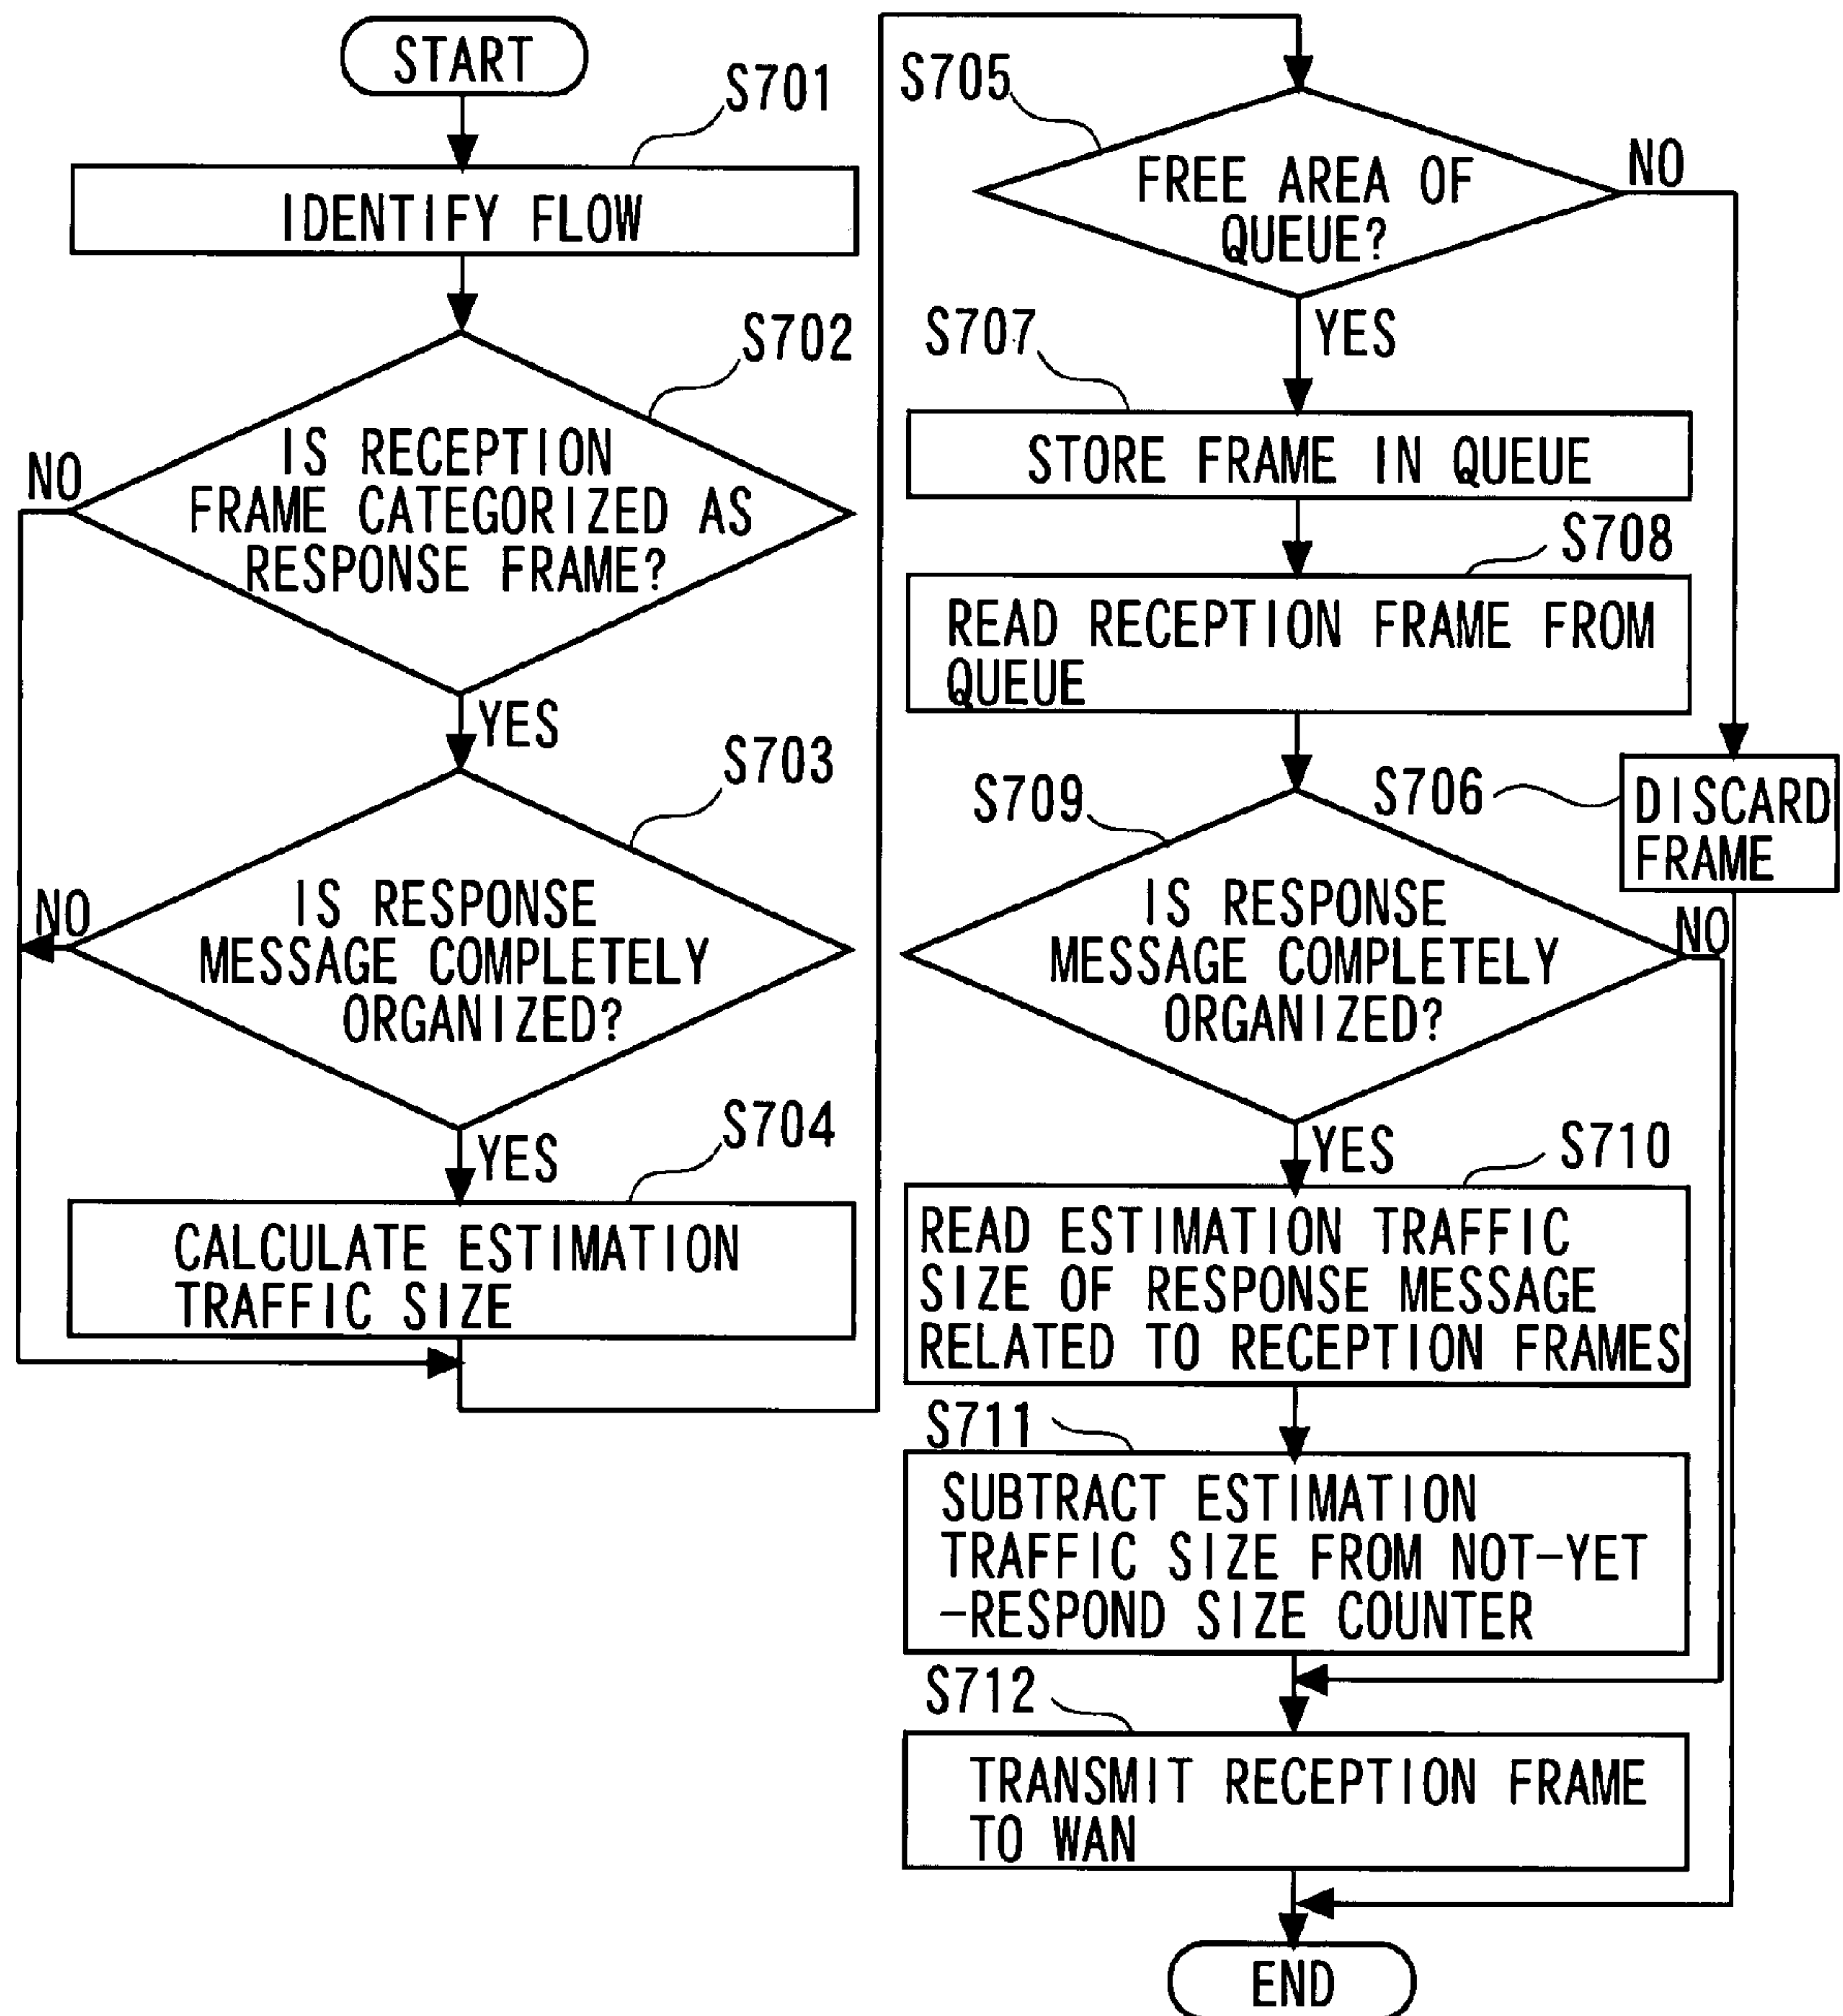 START
S701
IDENTIFY FLOW
S702
IS RECEPTION
FRAME CATEGORIZED AS
RESPONSE FRAME?
NO
YES
S703
IS RESPONSE
MESSAGE COMPLETELY
ORGANIZED?
NO
YES
S704
CALCULATE ESTIMATION
TRAFFIC SIZE
S705
FREE AREA OF
QUEUE?
NO
YES
S707
STORE FRAME IN QUEUE
S708
READ RECEPTION FRAME FROM
QUEUE
S706
DISCARD
FRAME
S709
IS RESPONSE
MESSAGE COMPLETELY
ORGANIZED?
NO
YES
S710
READ ESTIMATION TRAFFIC
SIZE OF RESPONSE MESSAGE
RELATED TO RECEPTION FRAMES
S711
SUBTRACT ESTIMATION
TRAFFIC SIZE FROM NOT-YET
-RESPOND SIZE COUNTER
S712
TRANSMIT RECEPTION FRAME
TO WAN
END